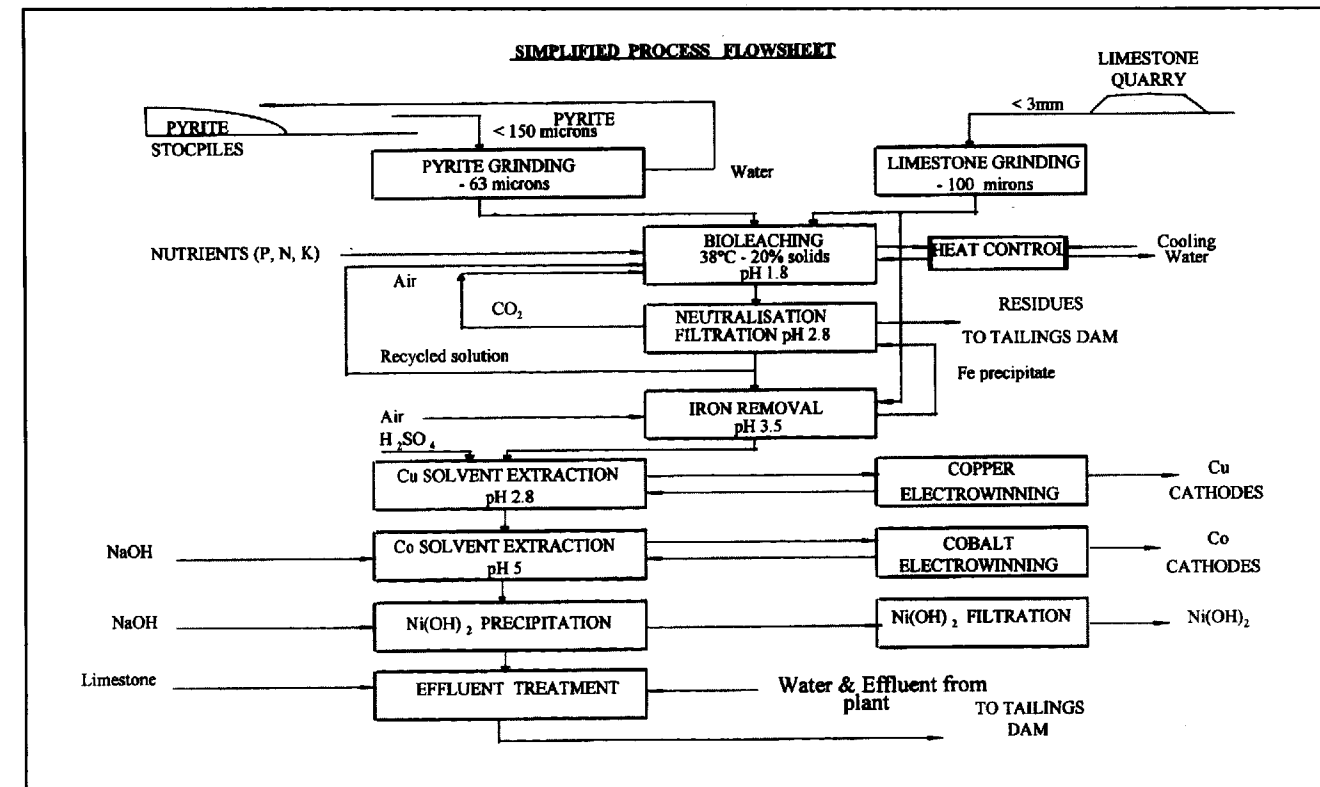 SIMPLIFIED PROCESS FLOWSHEET
LIMESTONE
QUARRY
< 3mm
PYRITE
STOCPILES
PYRITE
< 150 microns
PYRITE GRINDING
- 63 microns
Water
LIMESTONE GRINDING
- 100 mirons
NUTRIENTS (P, N, K)
BIOLEACHING
38°C - 20% solids
pH 1.8
HEAT CONTROL
Cooling
Water
Air
CO2
NEUTRALISATION
FILTRATION pH 2.8
RESIDUES
TO TAILINGS DAM
Recycled solution
Fe precipitate
Air
IRON REMOVAL
pH 3.5
H2SO4
Cu SOLVENT EXTRACTION
pH 2.8
COPPER
ELECTROWINNING
Cu
CATHODES
NaOH
Co SOLVENT EXTRACTION
pH 5
COBALT
ELECTROWINNING
Co
CATHODES
NaOH
Ni(OH) 2 PRECIPITATION
Ni(OH) 2 FILTRATION
Ni(OH)2
Limestone
EFFLUENT TREATMENT
Water & Effluent from
plant
TO TAILINGS
DAM